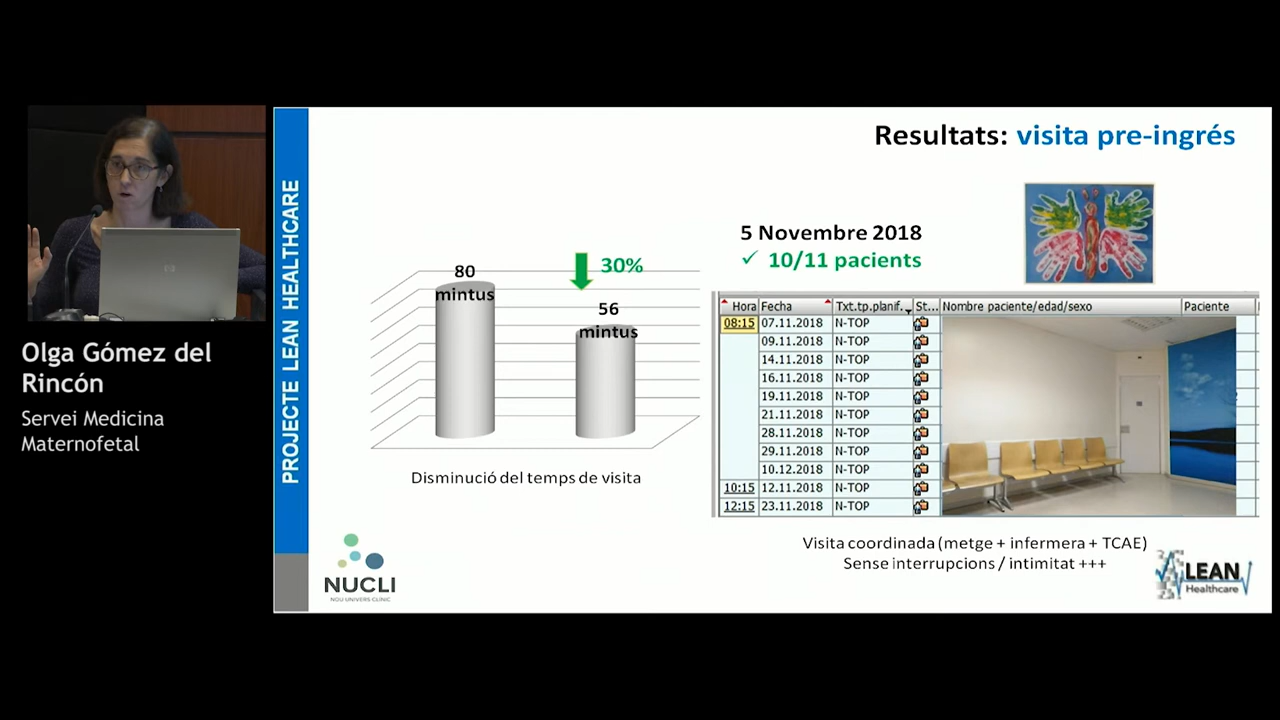 Olga Gómez del
Rincón
Servei Medicina
Maternofetal
PROJECTE LEAN HEALTHCARE
Resultats: visita pre-ingrés
5 Novembre 2018
✓ 10/11 pacients
80
mintus
30%
56
mintus
Disminució del temps de visita
Hora Fecha Txt.tp.planif. St... Nombre paciente/edad/sexo Paciente
08:15 07.11.2018 N-TOP
09.11.2018 N-TOP
14.11.2018 N-TOP
16.11.2018 N-TOP
19.11.2018 N-TOP
21.11.2018 N-TOP
28.11.2018 N-TOP
29.11.2018 N-TOP
10.12.2018 N-TOP
10:15 12.11.2018 N-TOP
12:15 23.11.2018 N-TOP
Visita coordinada (metge + infermera + TCAE)
Sense interrupcions / intimitat +++
NUCLI
NOU UNIVERS CLÍNIC
LEAN
Healthcare